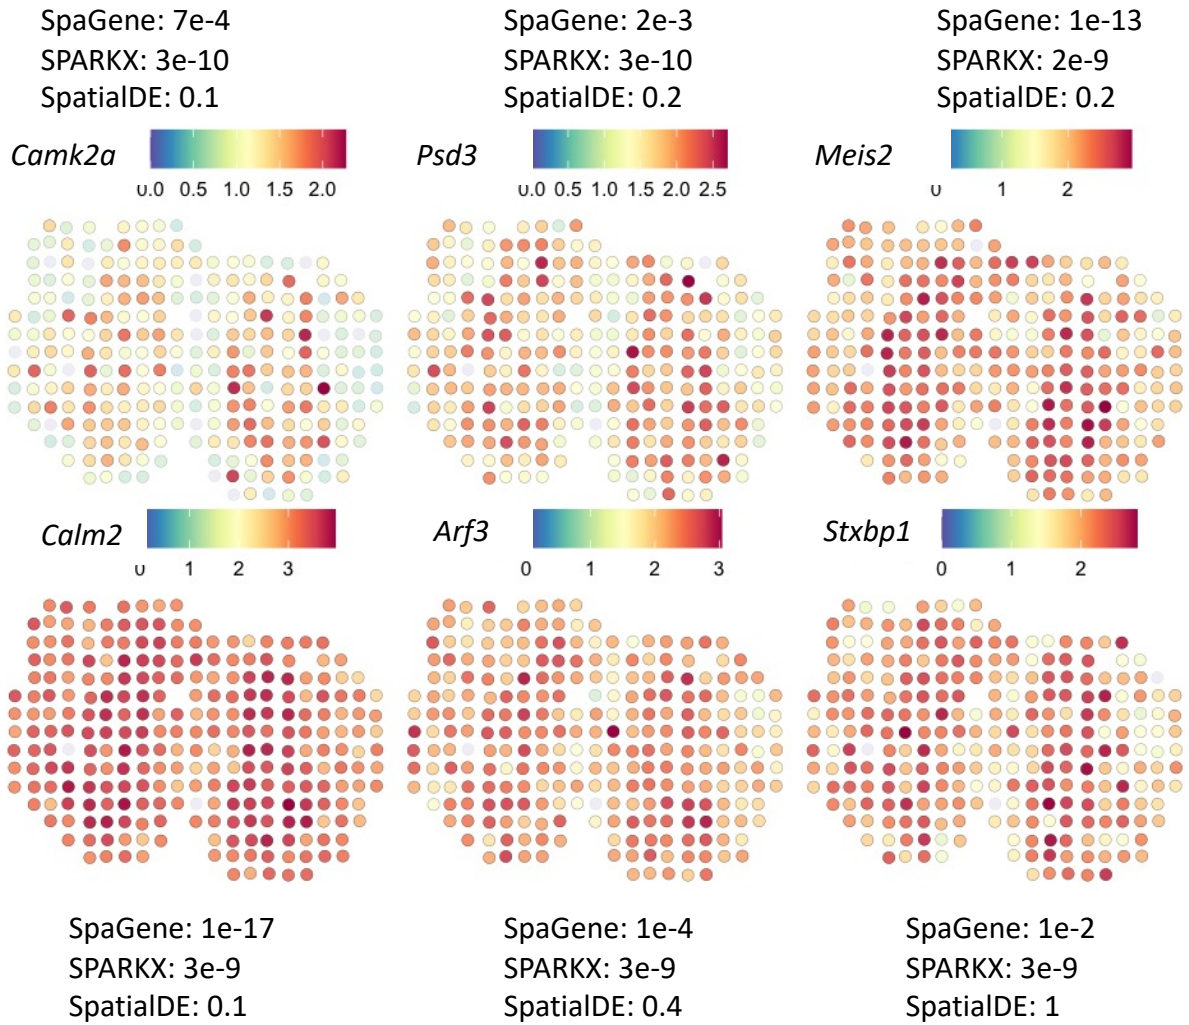 SpaGene: 7e-4
SPARKX: 3e-10
SpatialDE: 0.1
SpaGene: 2e-3
SPARKX: 3e-10
SpatialDE: 0.2
SpaGene: 1e-13
SPARKX: 2e-9
SpatialDE: 0.2
Camk2a
0.0 0.5 1.0 1.5 2.0
Psd3
0.0 0.5 1.0 1.5 2.0 2.5
Meis2
0 1 2
Calm2
0 1 2 3
Arf3
0 1 2 3
Stxbp1
0 1 2
SpaGene: 1e-17
SPARKX: 3e-9
SpatialDE: 0.1
SpaGene: 1e-4
SPARKX: 3e-9
SpatialDE: 0.4
SpaGene: 1e-2
SPARKX: 3e-9
SpatialDE: 1